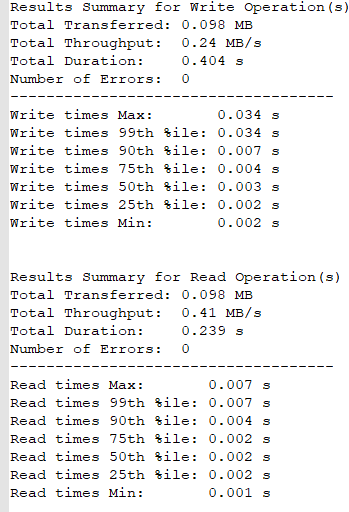 Results Summary for Write Operation(s)
Total Transferred: 0.098 MB
Total Throughput: 0.24 MB/s
Total Duration: 0.404 s
Number of Errors: 0
------------------------------------
Write times Max: 0.034 s
Write times 99th %ile: 0.034 s
Write times 90th %ile: 0.007 s
Write times 75th %ile: 0.004 s
Write times 50th %ile: 0.003 s
Write times 25th %ile: 0.002 s
Write times Min: 0.002 s
Results Summary for Read Operation(s)
Total Transferred: 0.098 MB
Total Throughput: 0.41 MB/s
Total Duration: 0.239 s
Number of Errors: 0
------------------------------------
Read times Max: 0.007 s
Read times 99th %ile: 0.007 s
Read times 90th %ile: 0.004 s
Read times 75th %ile: 0.002 s
Read times 50th %ile: 0.002 s
Read times 25th %ile: 0.002 s
Read times Min: 0.001 s